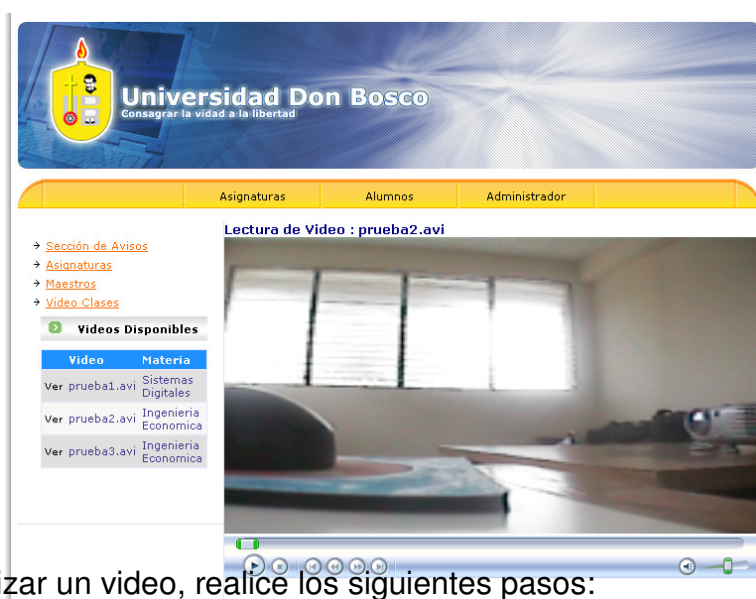 Universidad Don Bosco
Consagrar la vidad a la libertad
Asignaturas Alumnos Administrador
Lectura de Video : prueba2.avi
Sección de Avisos
Asignaturas
Maestros
Video Clases
Videos Disponibles
Video Materia
Ver prueba1.avi Sistemas Digitales
Ver prueba2.avi Ingenieria Economica
Ver prueba3.avi Ingenieria Economica
izar un video, realice los siguientes pasos: